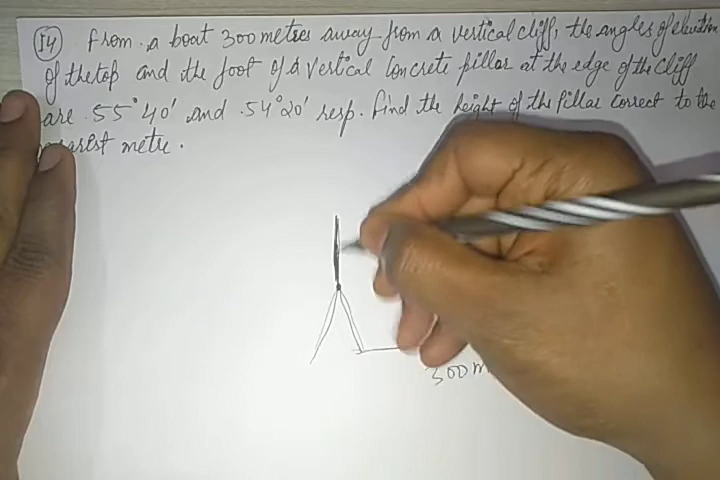 54 From a boat 300 metres away from a vertical cliff, the angles of elevation
of the top and the foot of a vertical concrete pillar at the edge of the cliff
are 55°40' and 54°20' resp. Find the height of the pillar correct to the
nearest metre.
300 m